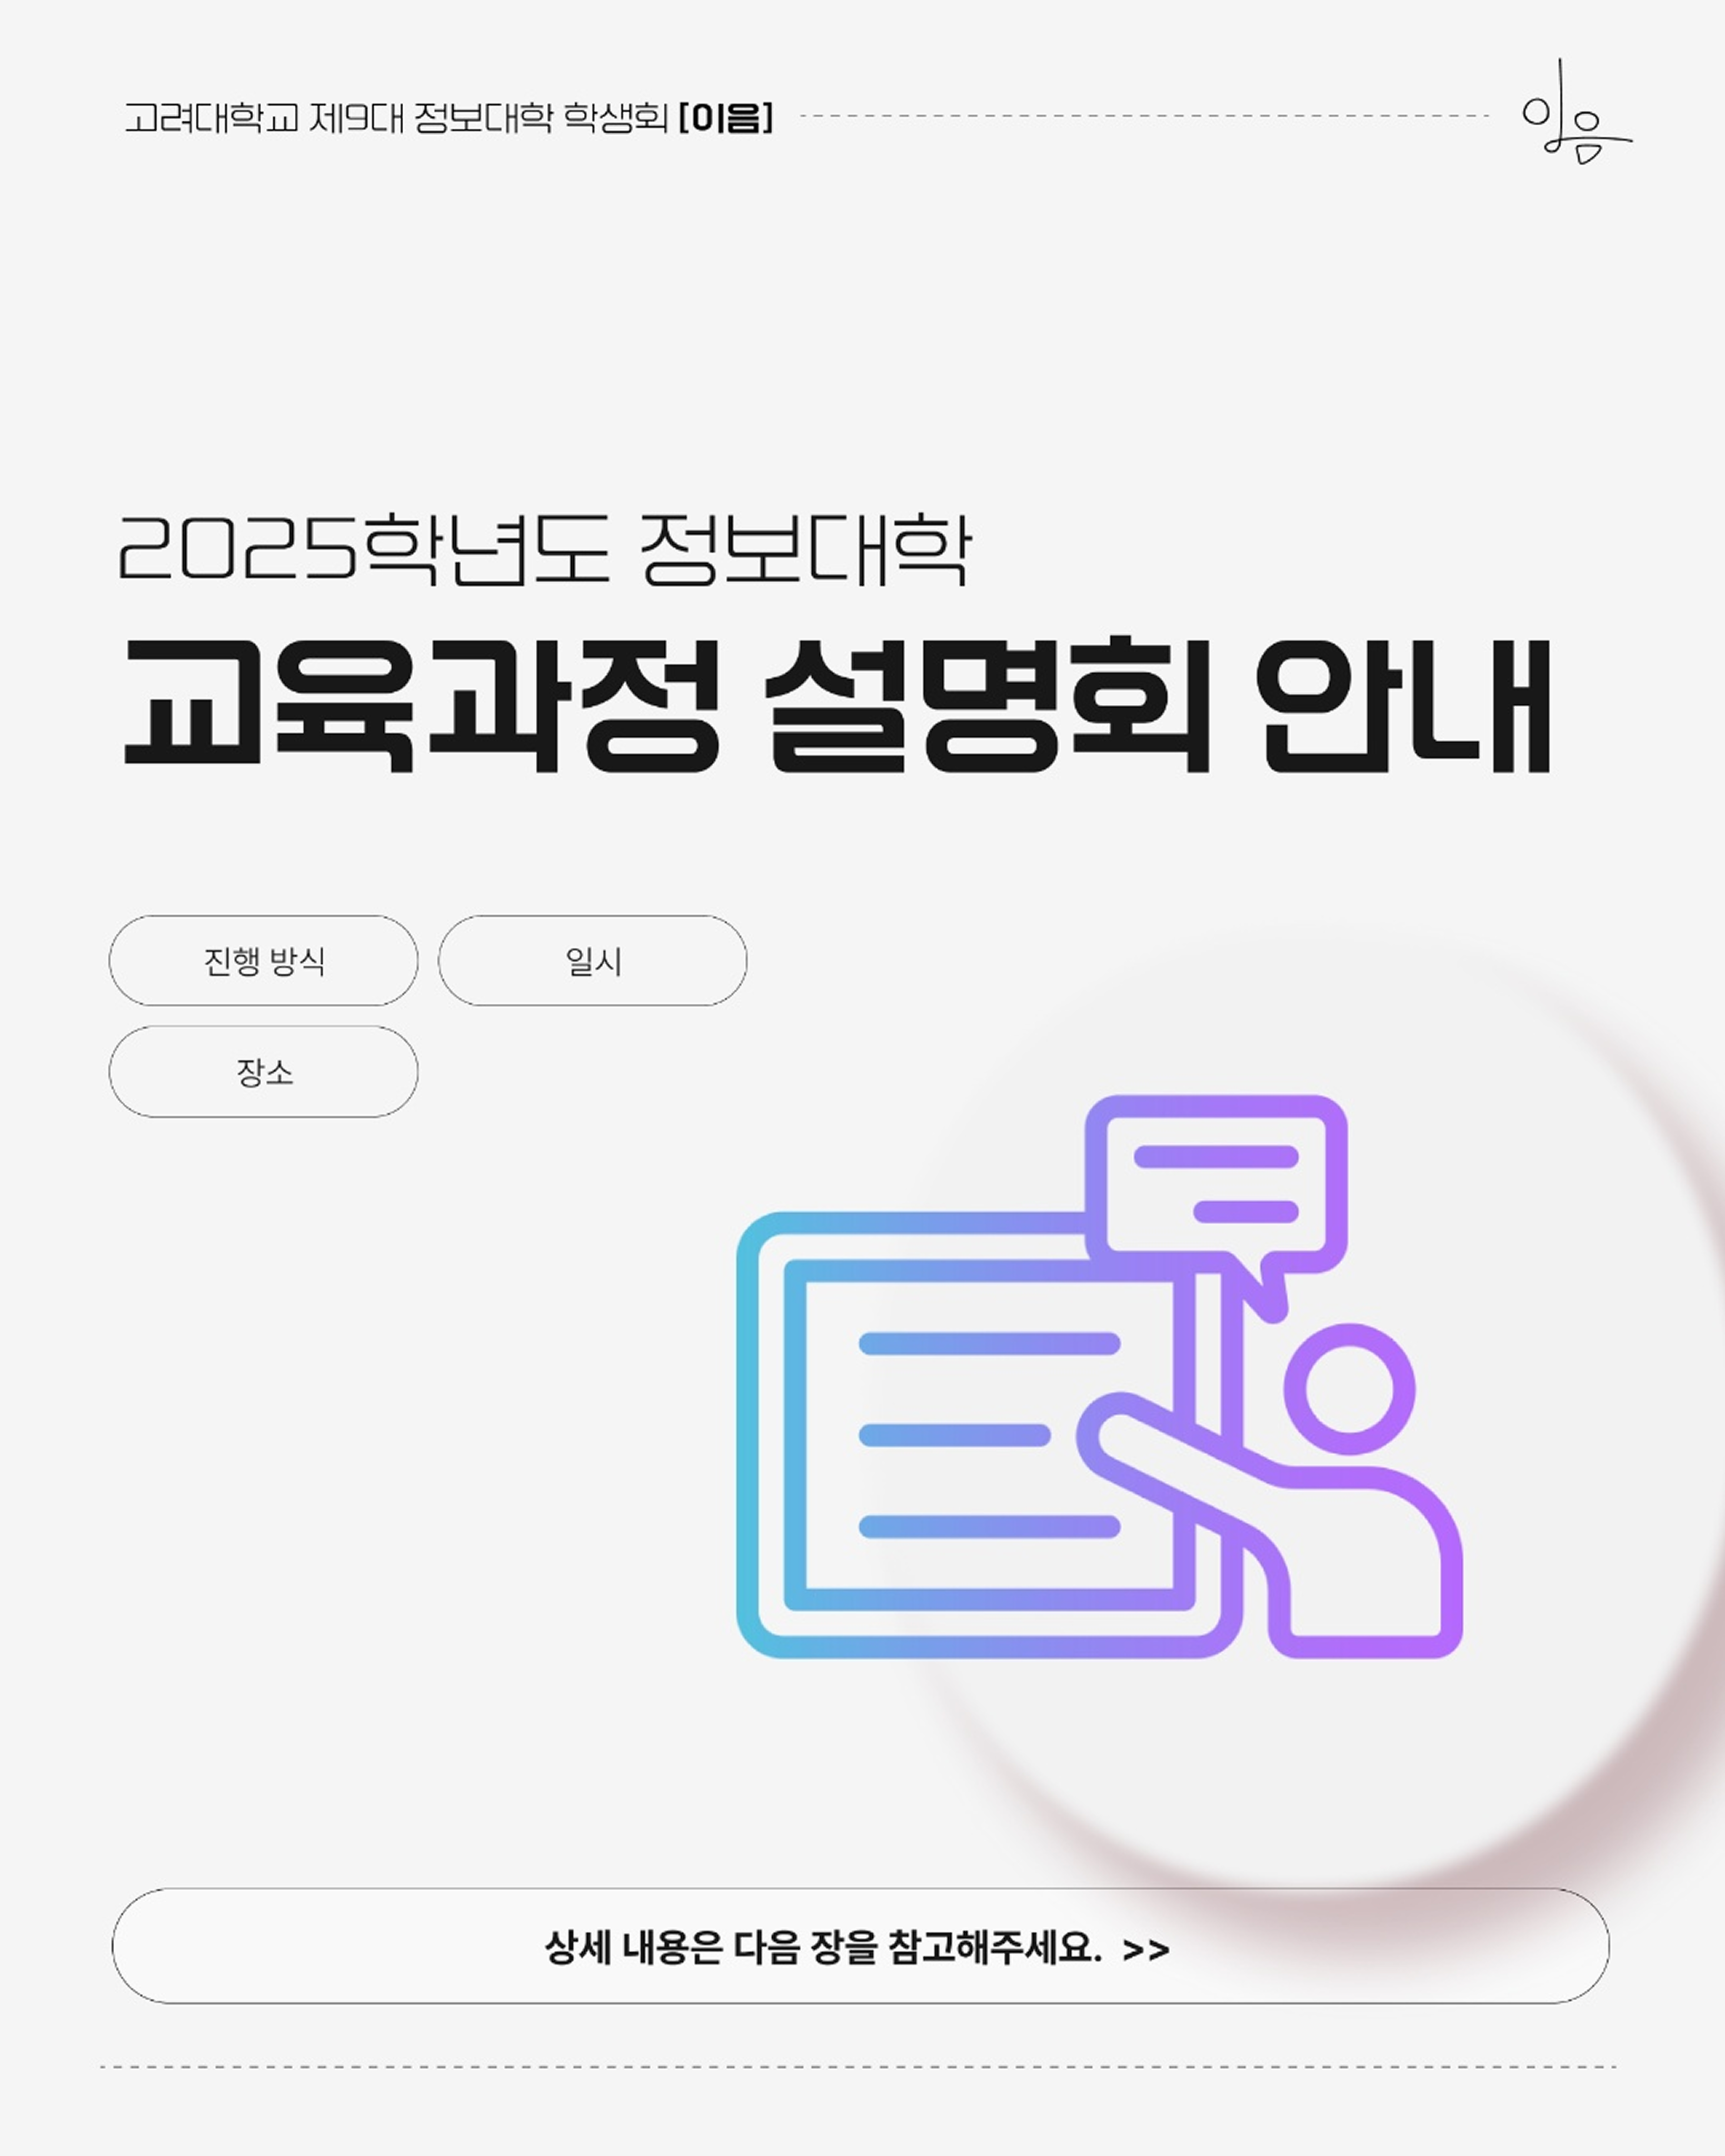 고려대학교 제9대 정보대학 학생회 [이음]
이음
2025학년도 정보대학
교육과정 설명회 안내
진행 방식
일시
장소
상세 내용은 다음 장을 참고해주세요. >>